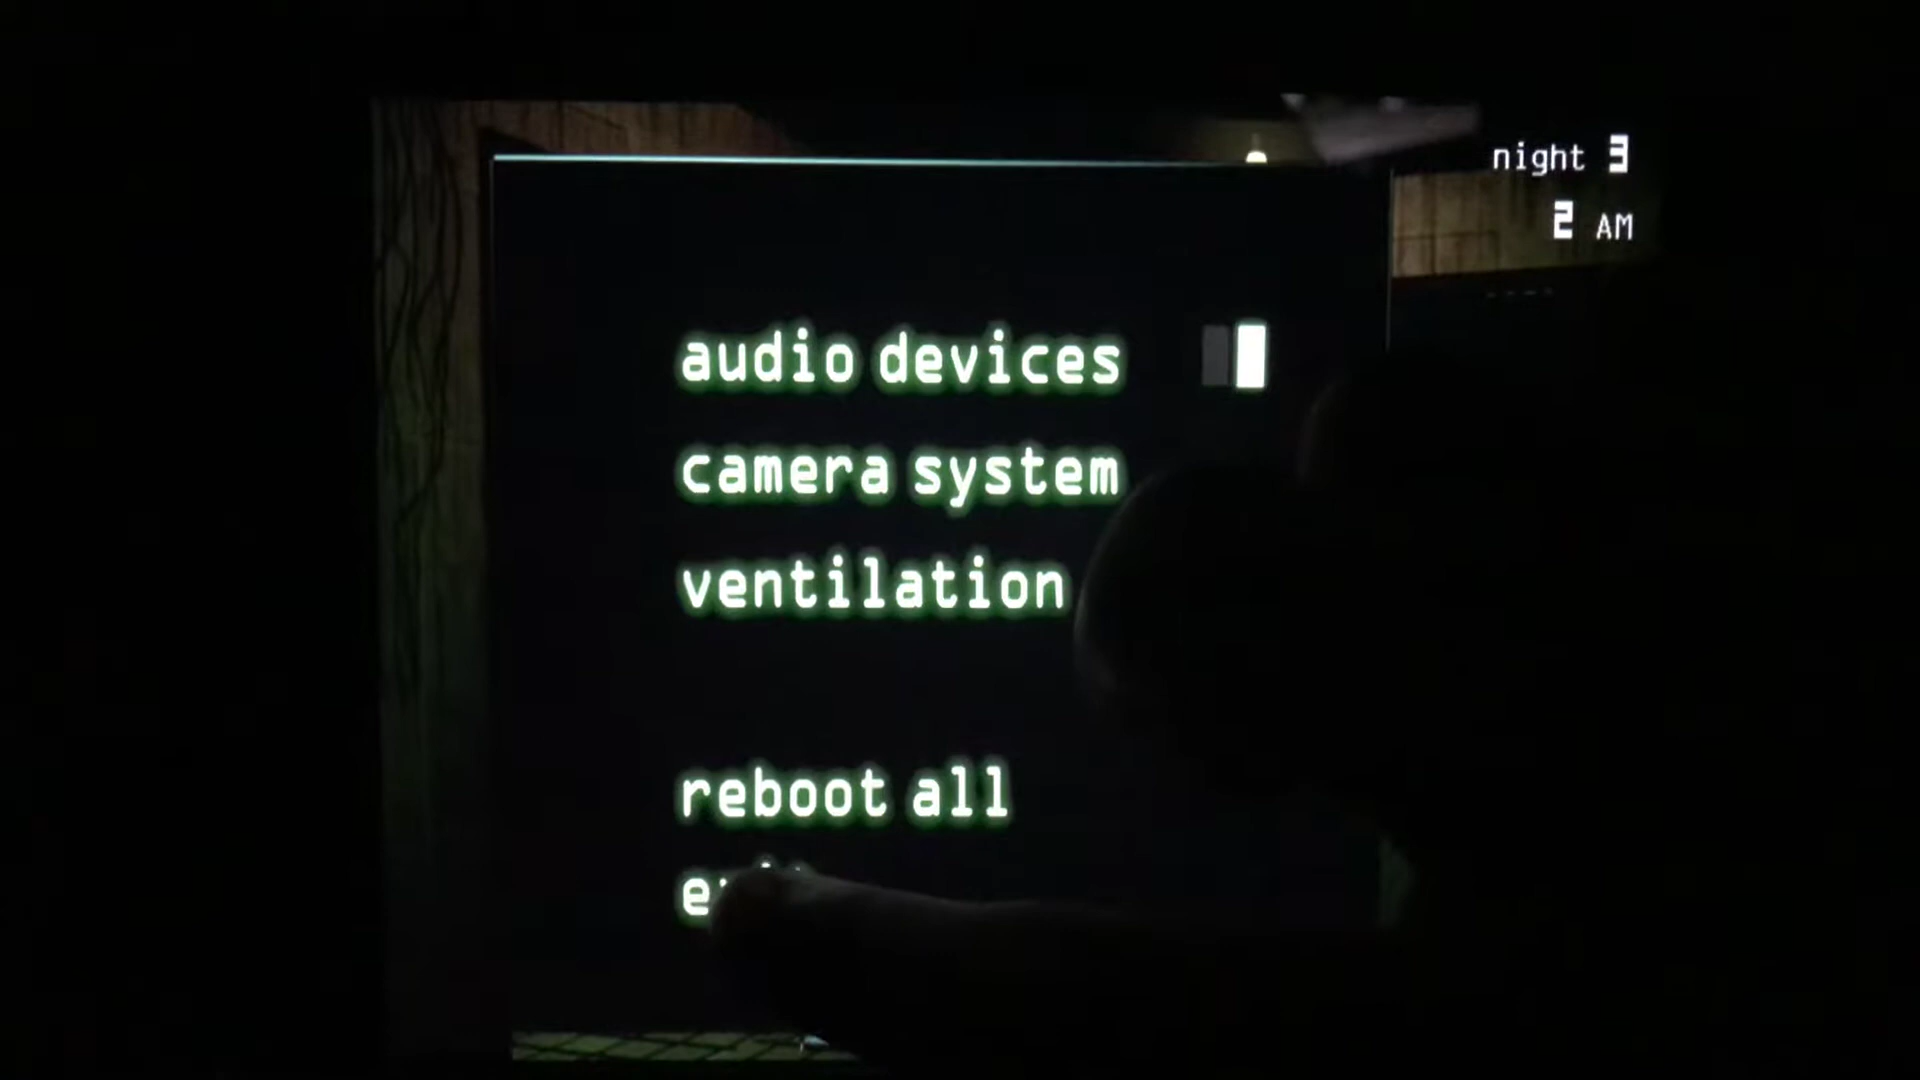 night 3
2 AM
audio devices
camera system
ventilation
reboot all